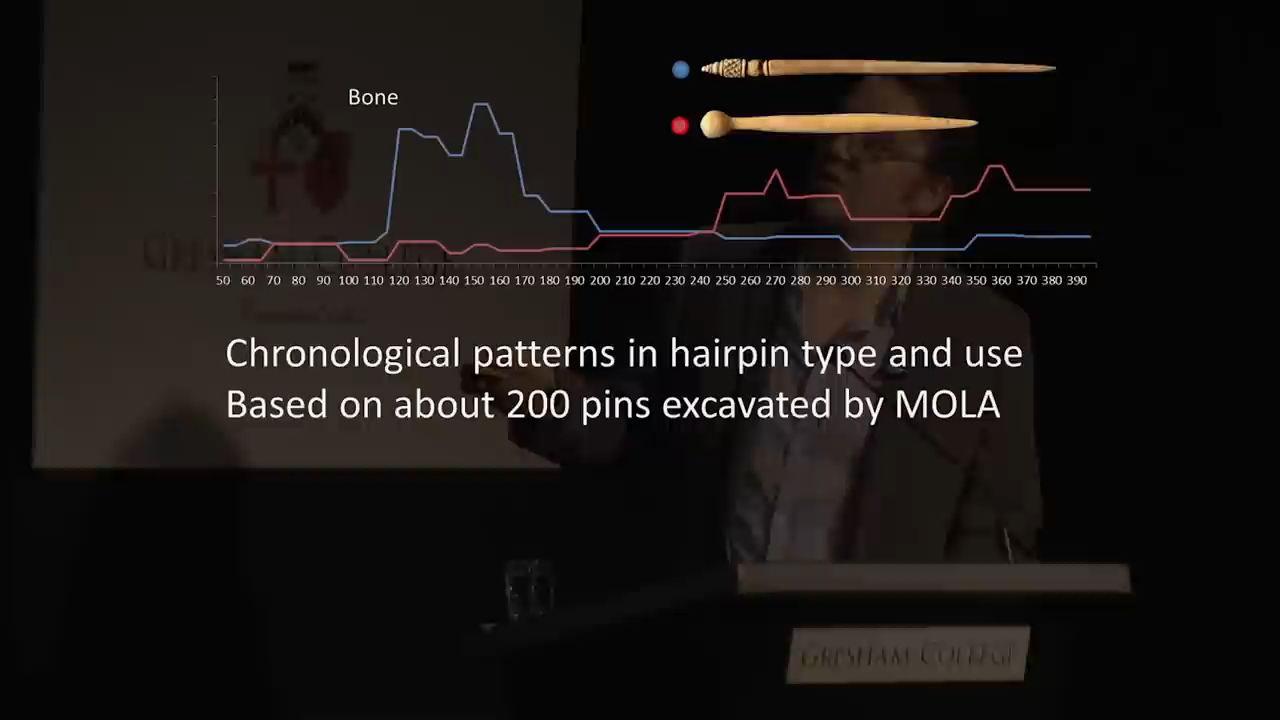 Bone
50 60 70 80 90 100 110 120 130 140 150 160 170 180 190 200 210 220 230 240 250 260 270 280 290 300 310 320 330 340 350 360 370 380 390
Chronological patterns in hairpin type and use
Based on about 200 pins excavated by MOLA
GRESHAM COLLEGE